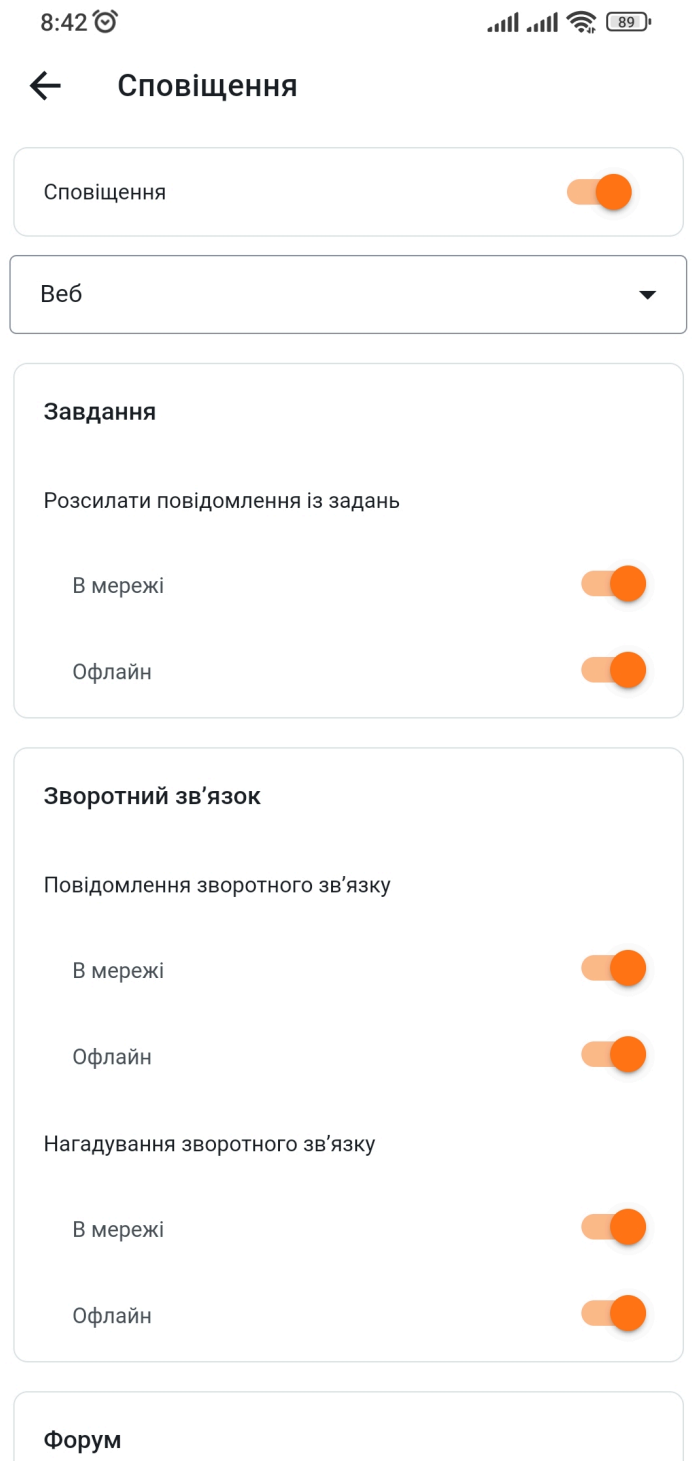 8:42
89
Сповіщення
Сповіщення
Веб
Завдання
Розсилати повідомлення із задань
В мережі
Офлайн
Зворотний зв’язок
Повідомлення зворотного зв’язку
В мережі
Офлайн
Нагадування зворотного зв’язку
В мережі
Офлайн
Форум